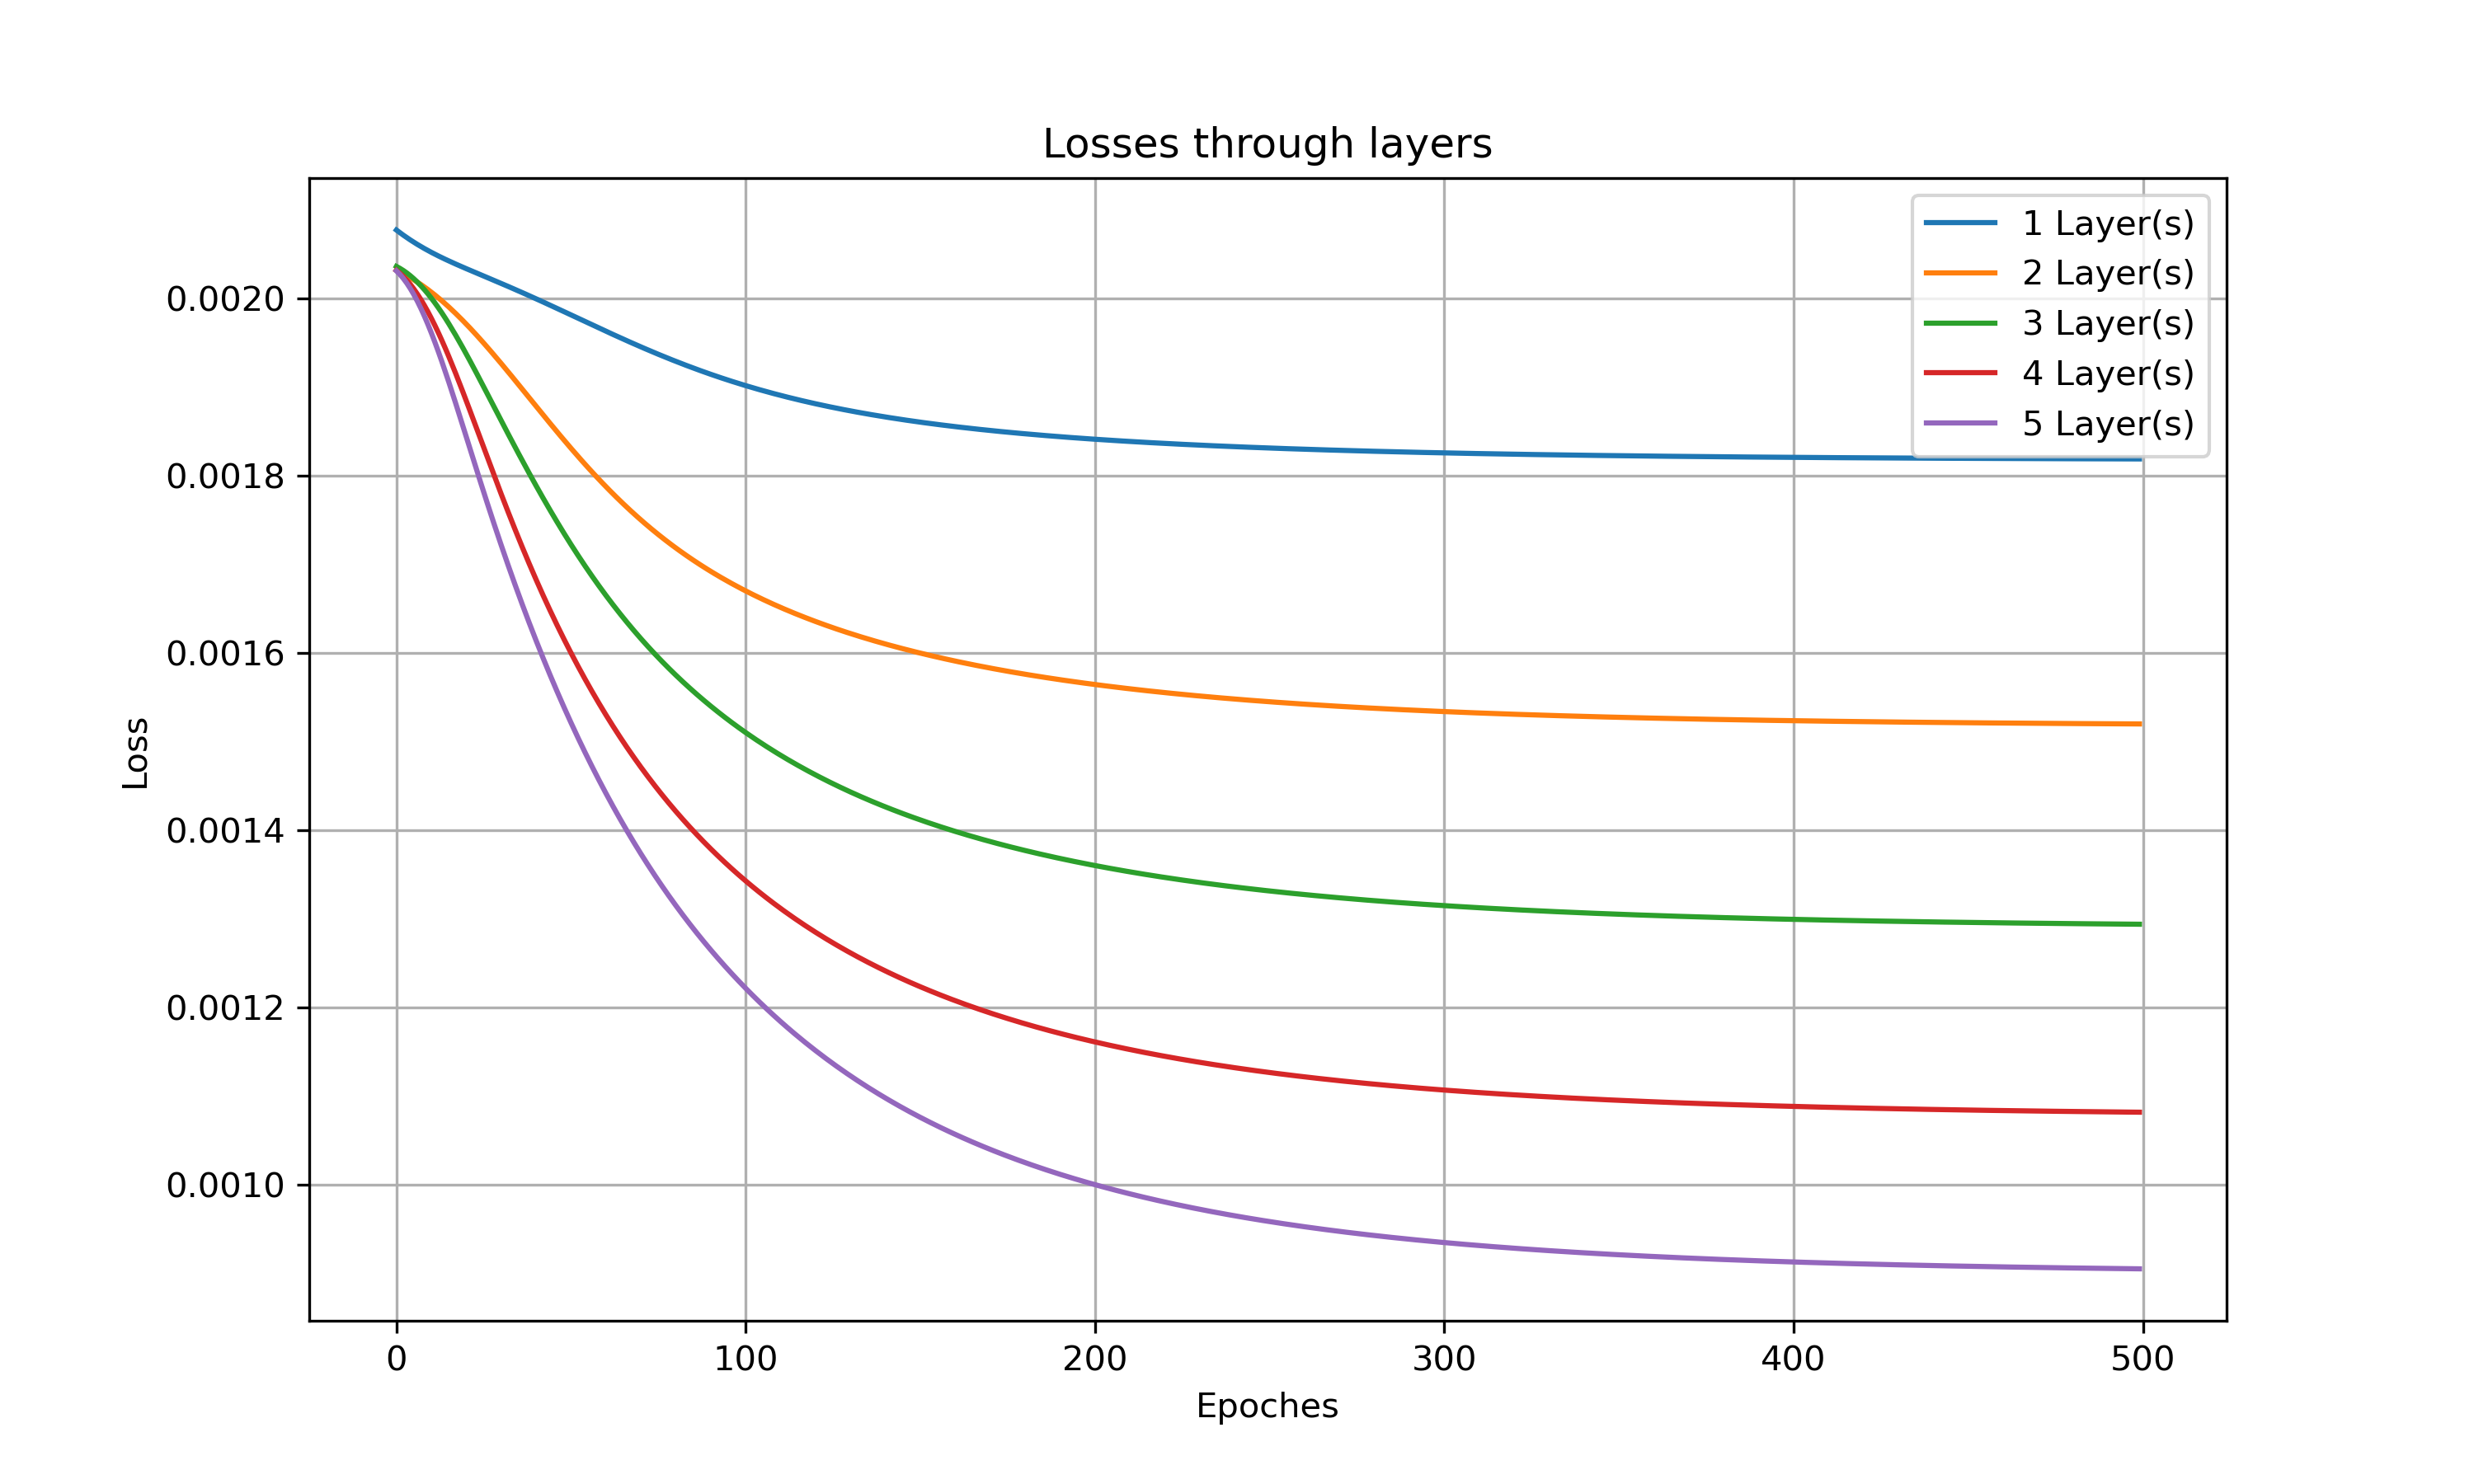 Losses through layers
1 Layer(s)
2 Layer(s)
3 Layer(s)
4 Layer(s)
5 Layer(s)
0.0020
0.0018
0.0016
0.0014
0.0012
0.0010
Loss
0 100 200 300 400 500
Epoches